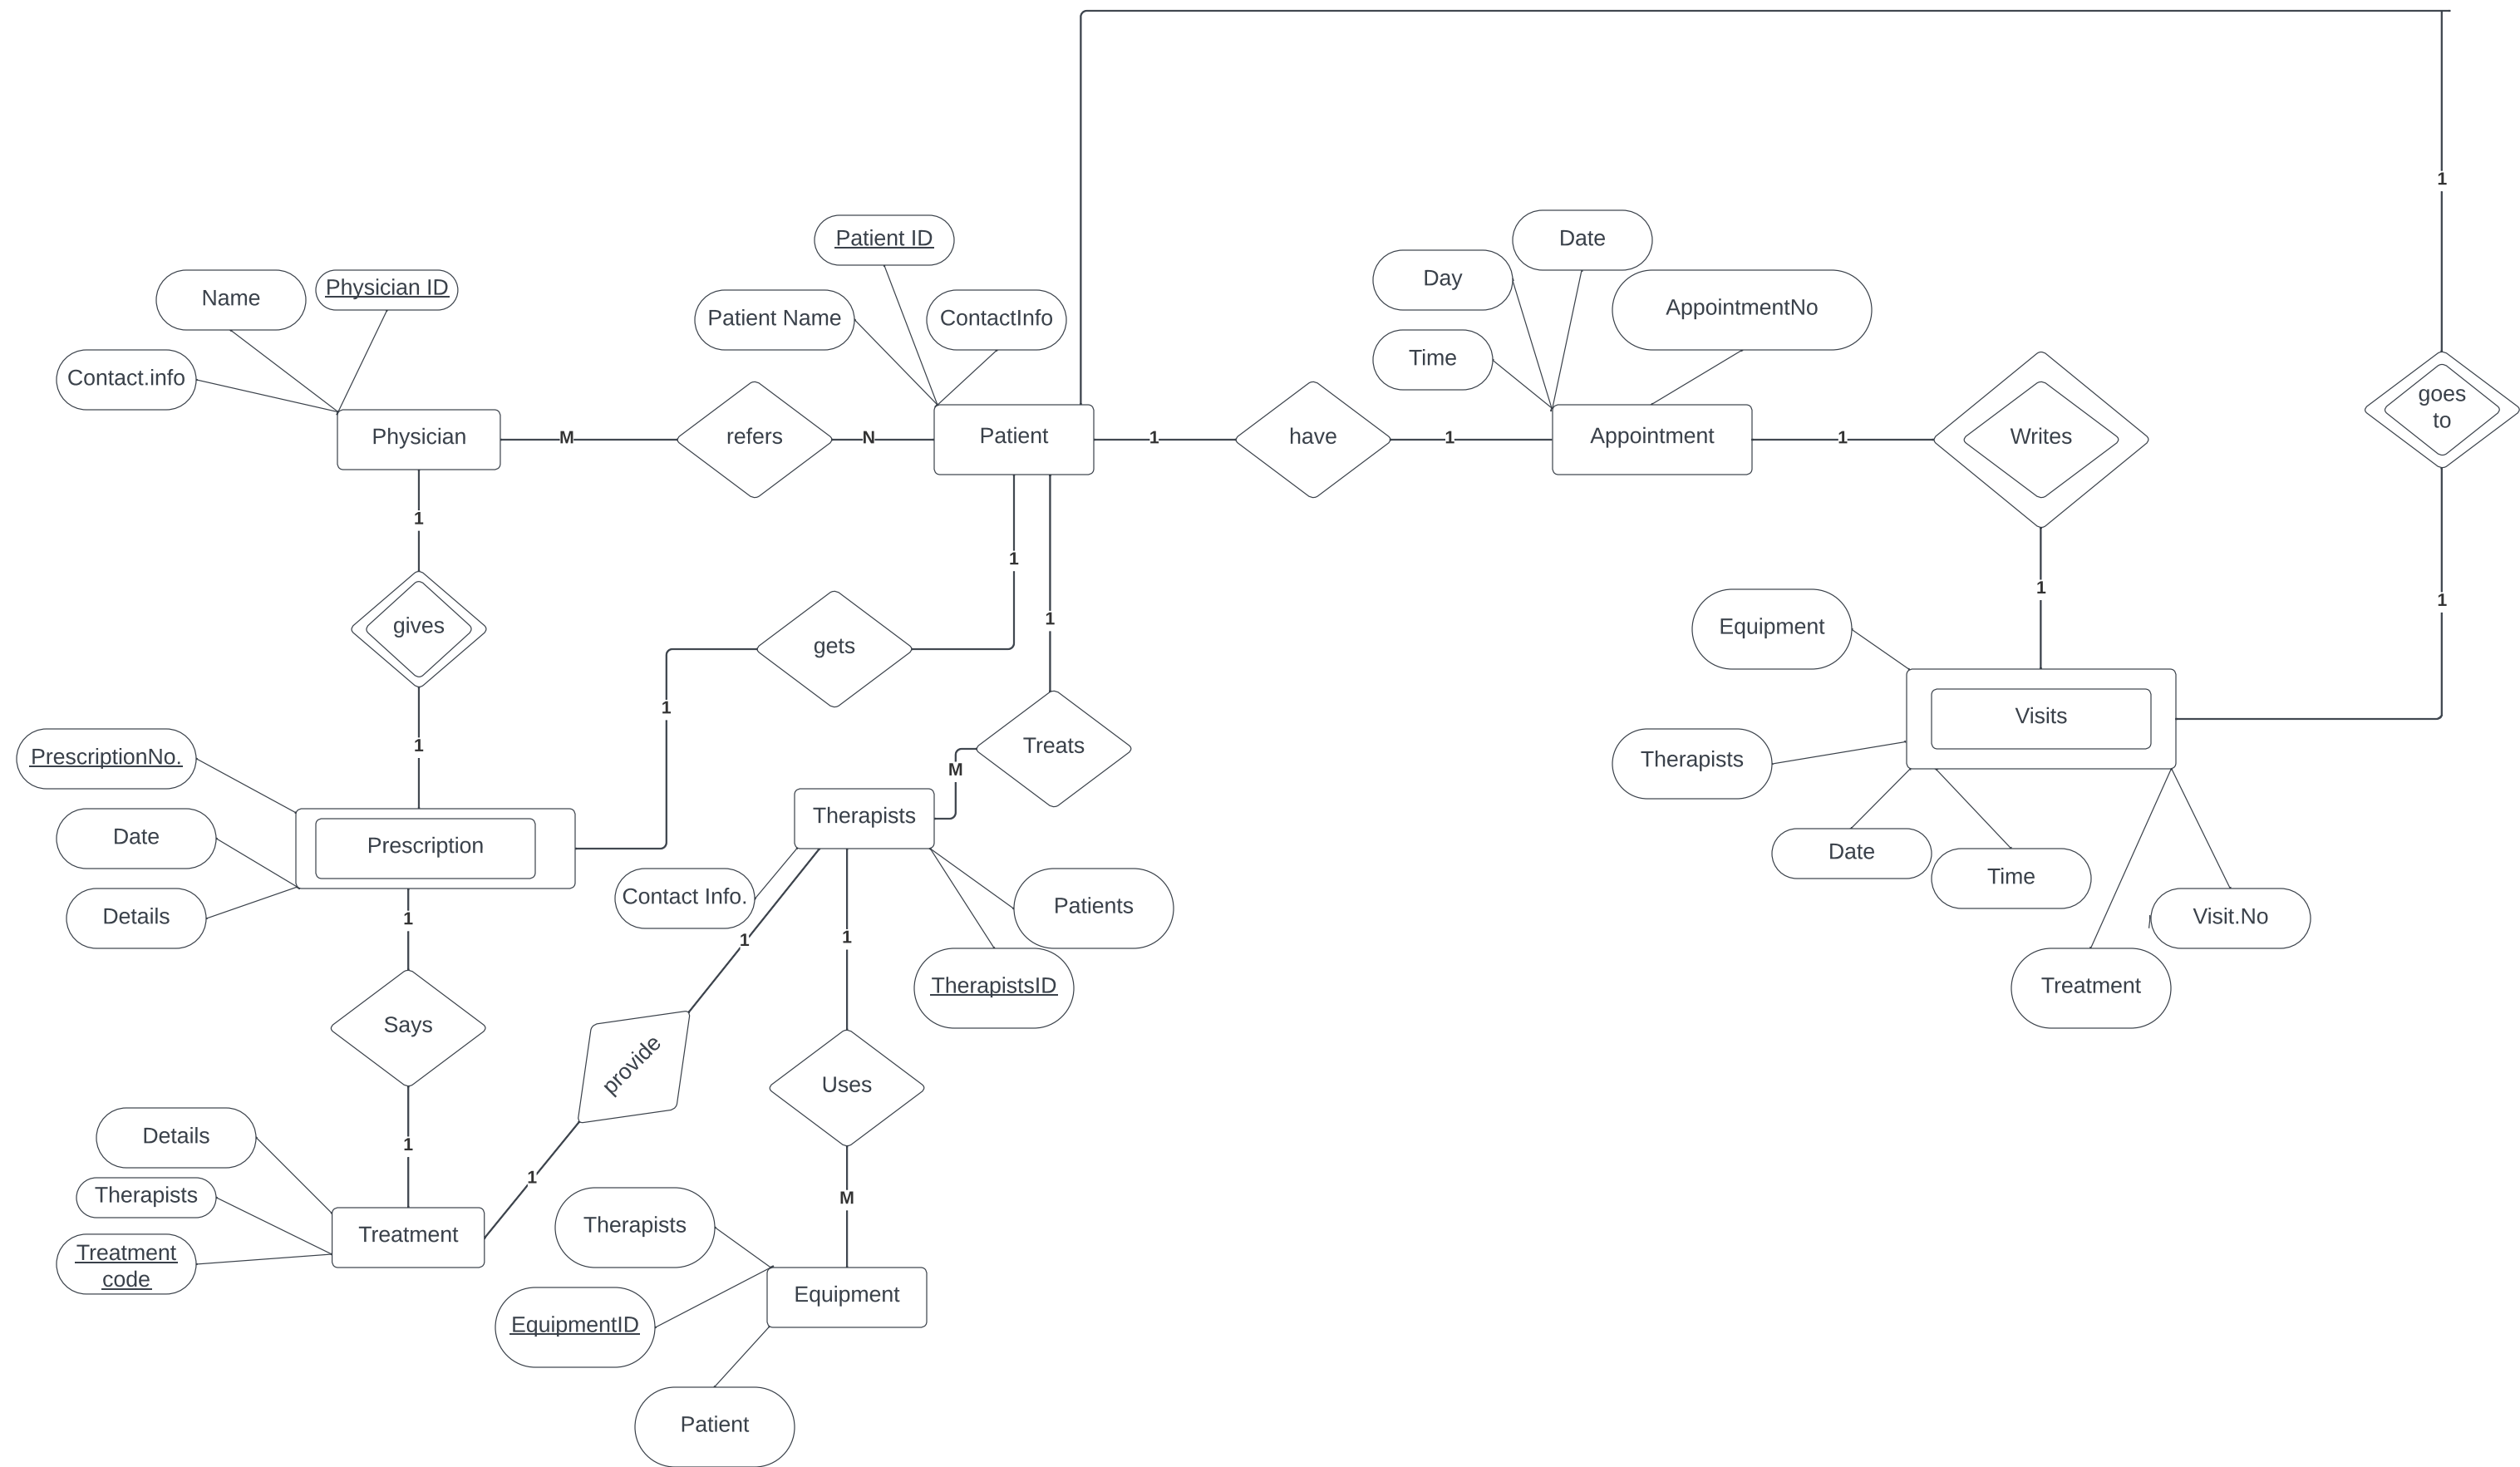 1
Patient ID
Date
Day
AppointmentNo
Physician ID
Name
Patient Name
ContactInfo
Time
Contact.info
goes
to
Physician
M
refers
N
Patient
1
have
1
Appointment
1
Writes
1
1
1
1
1
Equipment
gives
gets
1
Visits
1
Treats
PrescriptionNo.
Therapists
M
Therapists
Date
Prescription
Date
Time
Contact Info.
Patients
Details
1
Visit.No
1
1
TherapistsID
Treatment
Says
provide
Uses
Details
1
1
Therapists
M
Therapists
Treatment
Treatment
code
Equipment
EquipmentID
Patient